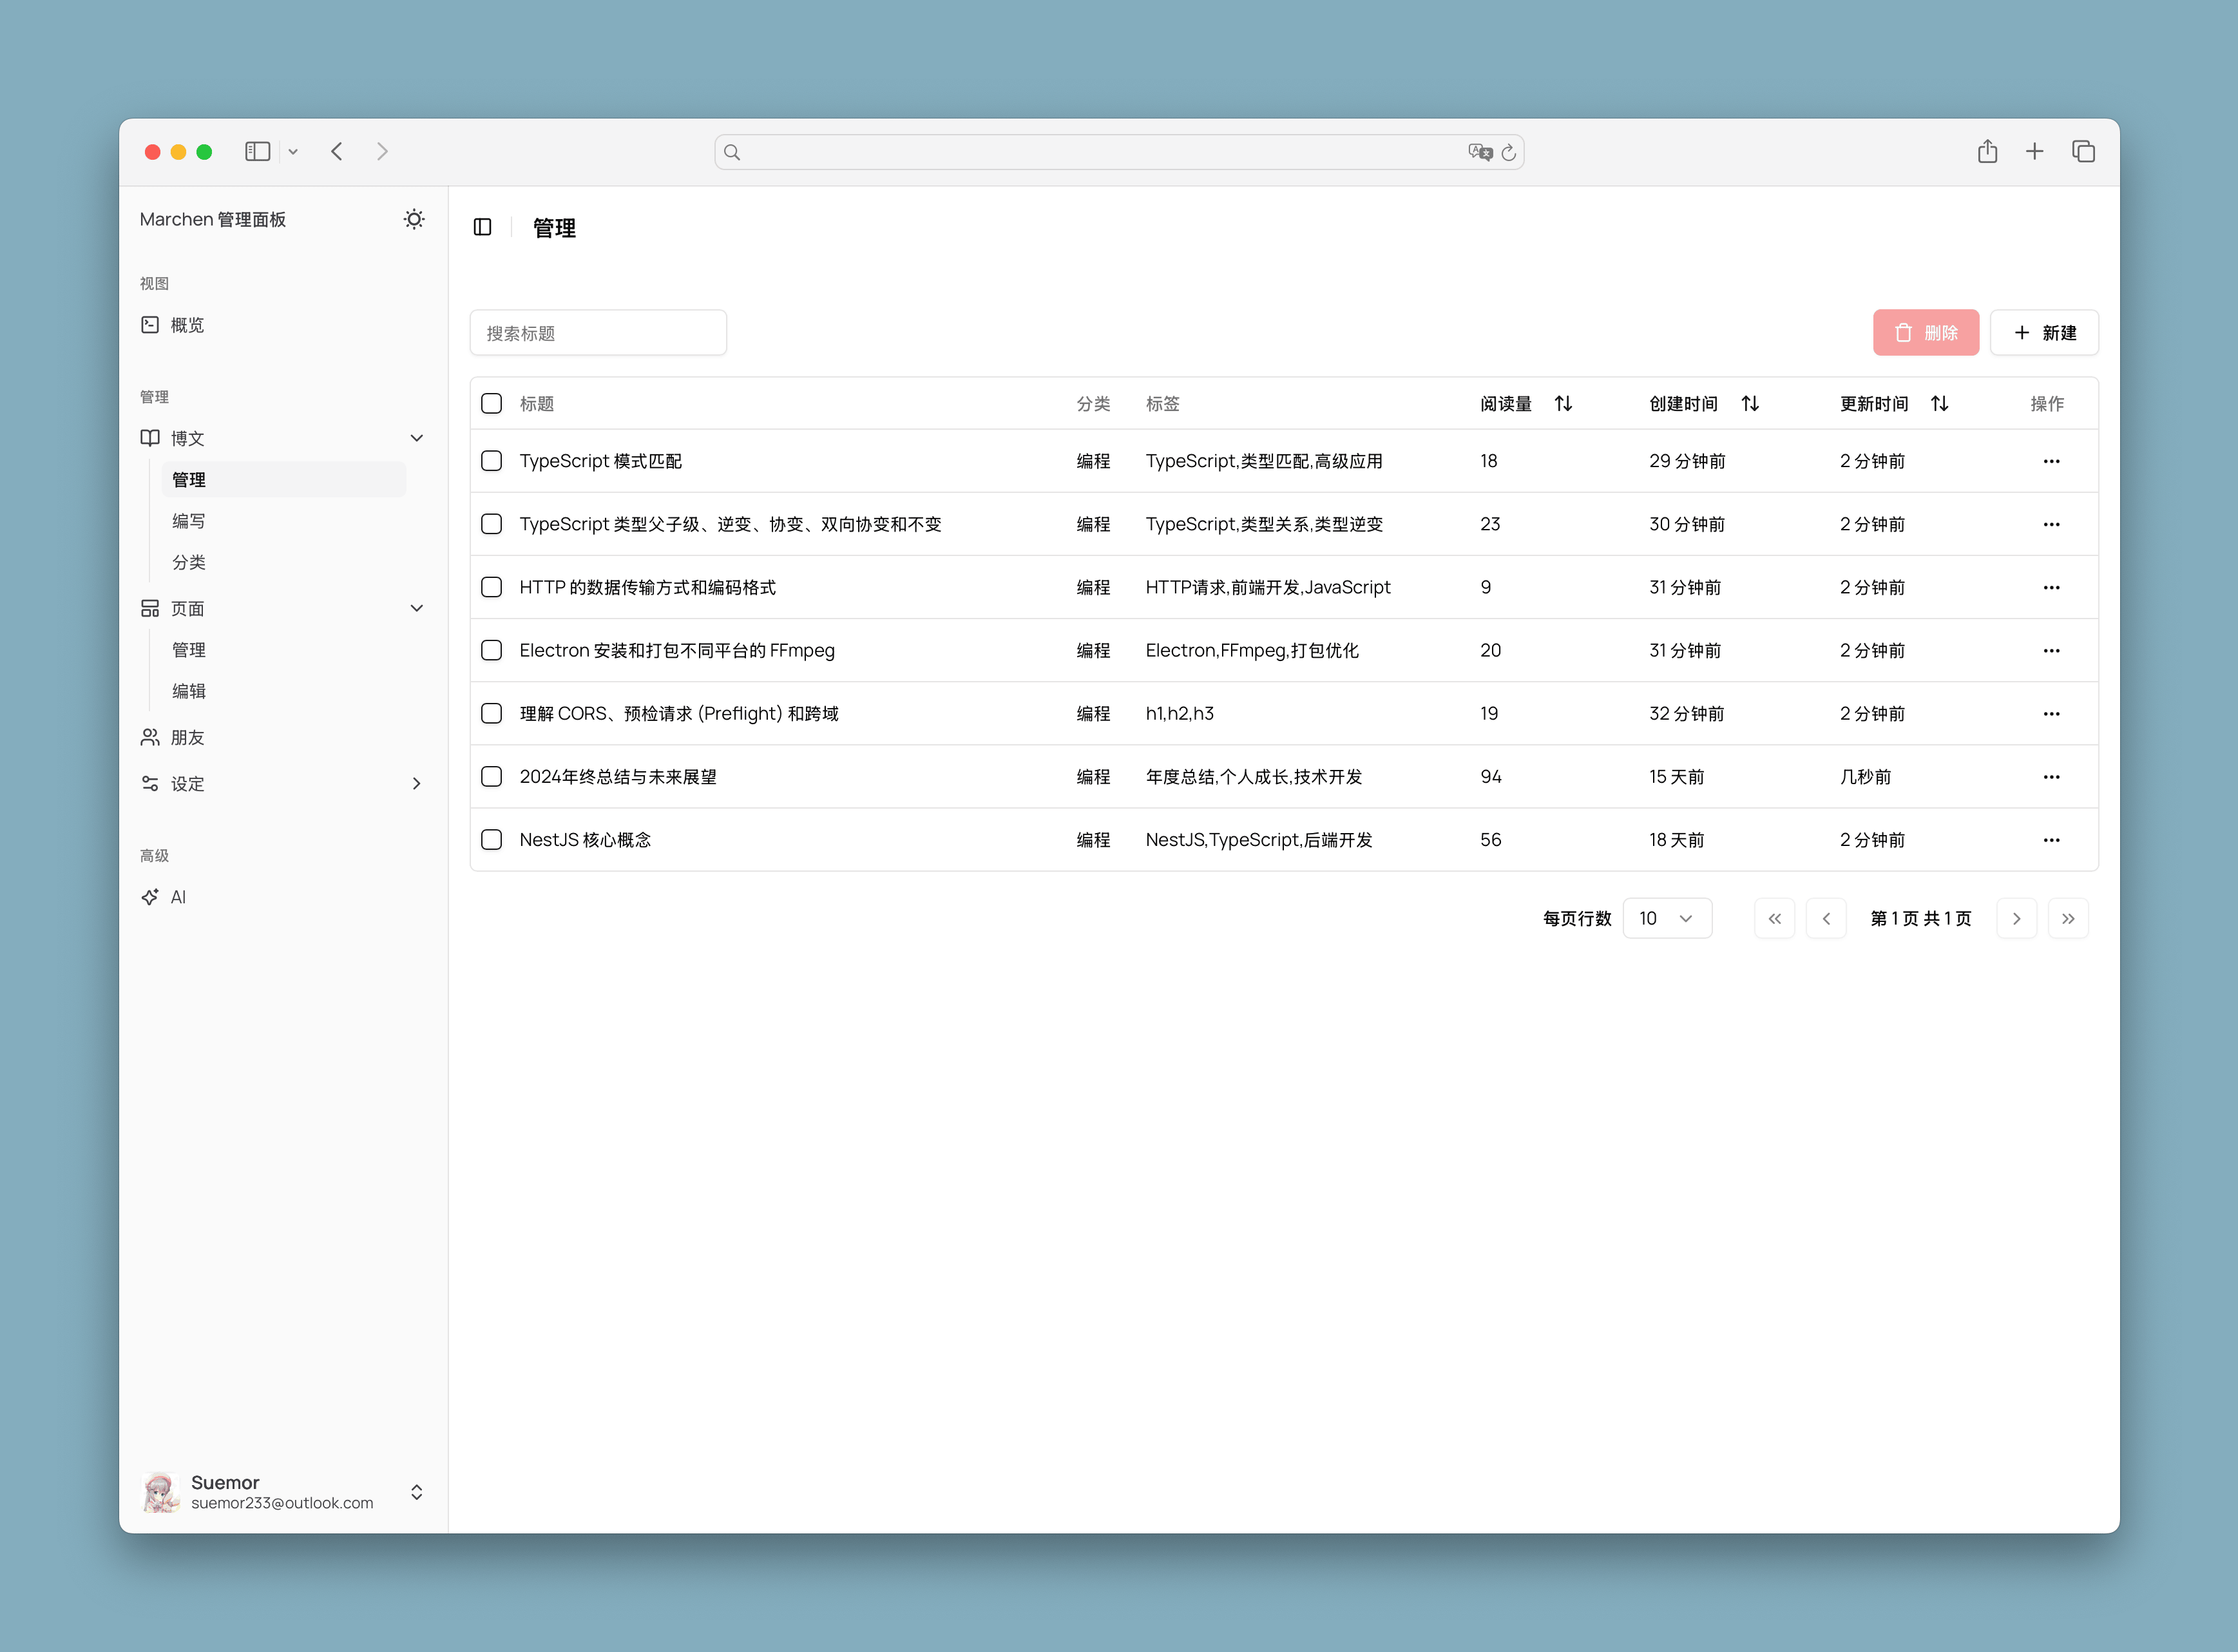 Marchen 管理面板
视图
概览
管理
博文
管理
编写
分类
页面
管理
编辑
朋友
设定
高级
AI
Suemor
suemor233@outlook.com
管理
搜索标题
删除
新建
标题 分类 标签 阅读量 创建时间 更新时间 操作
TypeScript 模式匹配 编程 TypeScript,类型匹配,高级应用 18 29 分钟前 2 分钟前
TypeScript 类型父子级、逆变、协变、双向协变和不变 编程 TypeScript,类型关系,类型逆变 23 30 分钟前 2 分钟前
HTTP 的数据传输方式和编码格式 编程 HTTP请求,前端开发,JavaScript 9 31 分钟前 2 分钟前
Electron 安装和打包不同平台的 FFmpeg 编程 Electron,FFmpeg,打包优化 20 31 分钟前 2 分钟前
理解 CORS、预检请求 (Preflight) 和跨域 编程 h1,h2,h3 19 32 分钟前 2 分钟前
2024年终总结与未来展望 编程 年度总结,个人成长,技术开发 94 15 天前 几秒前
NestJS 核心概念 编程 NestJS,TypeScript,后端开发 56 18 天前 2 分钟前
每页行数 10 第 1 页 共 1 页